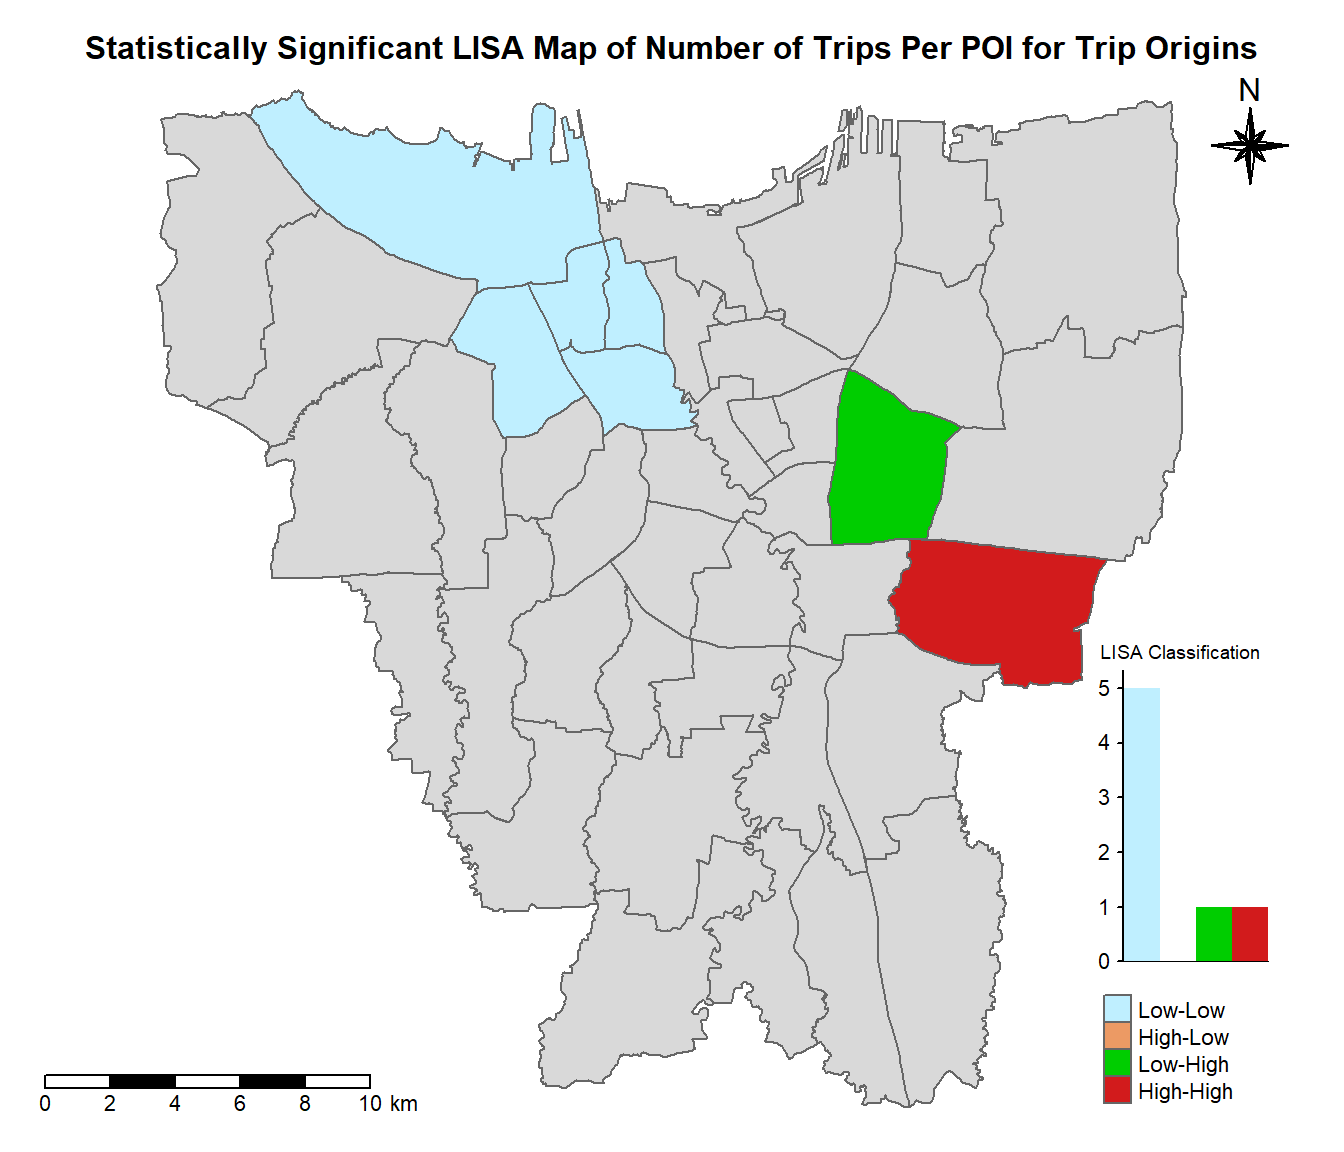 Statistically Significant LISA Map of Number of Trips Per POI for Trip Origins
N
LISA Classification
5
4
3
2
1
0
Low-Low
High-Low
Low-High
High-High
0 2 4 6 8 10 km